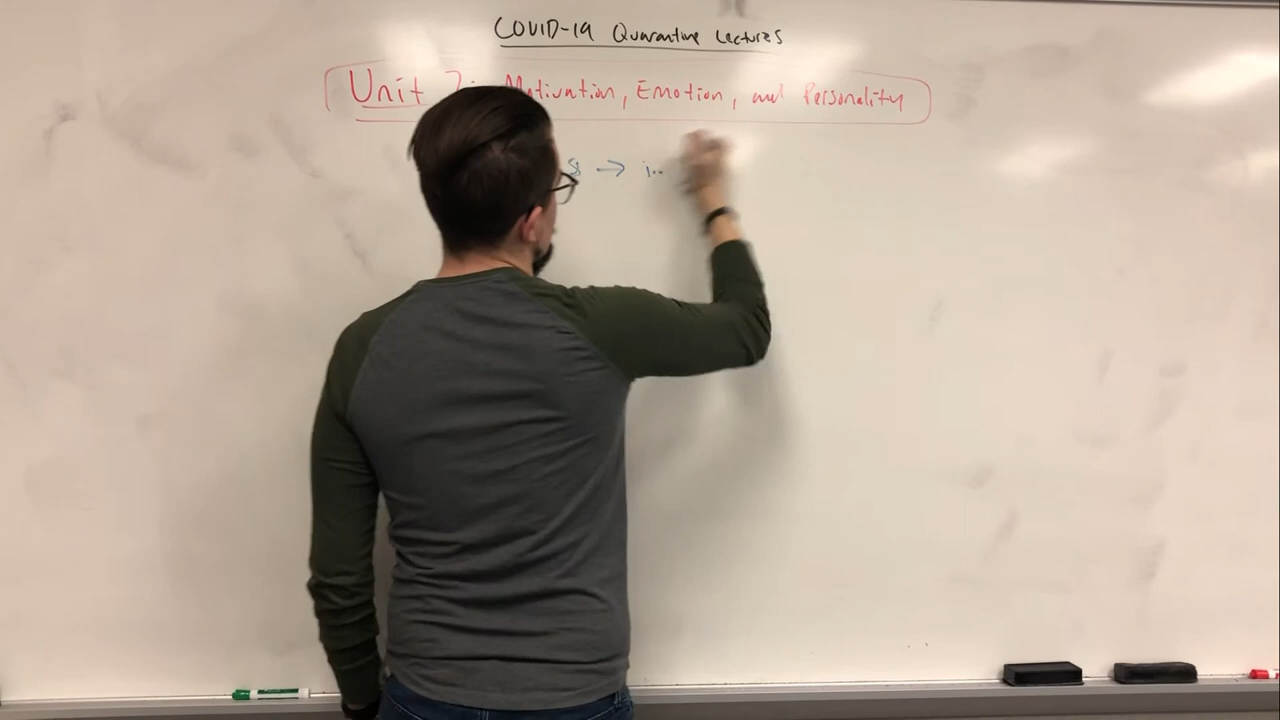 COVID-19 Quarantine Lectures
Unit 7: Motivation, Emotion, and Personality
→